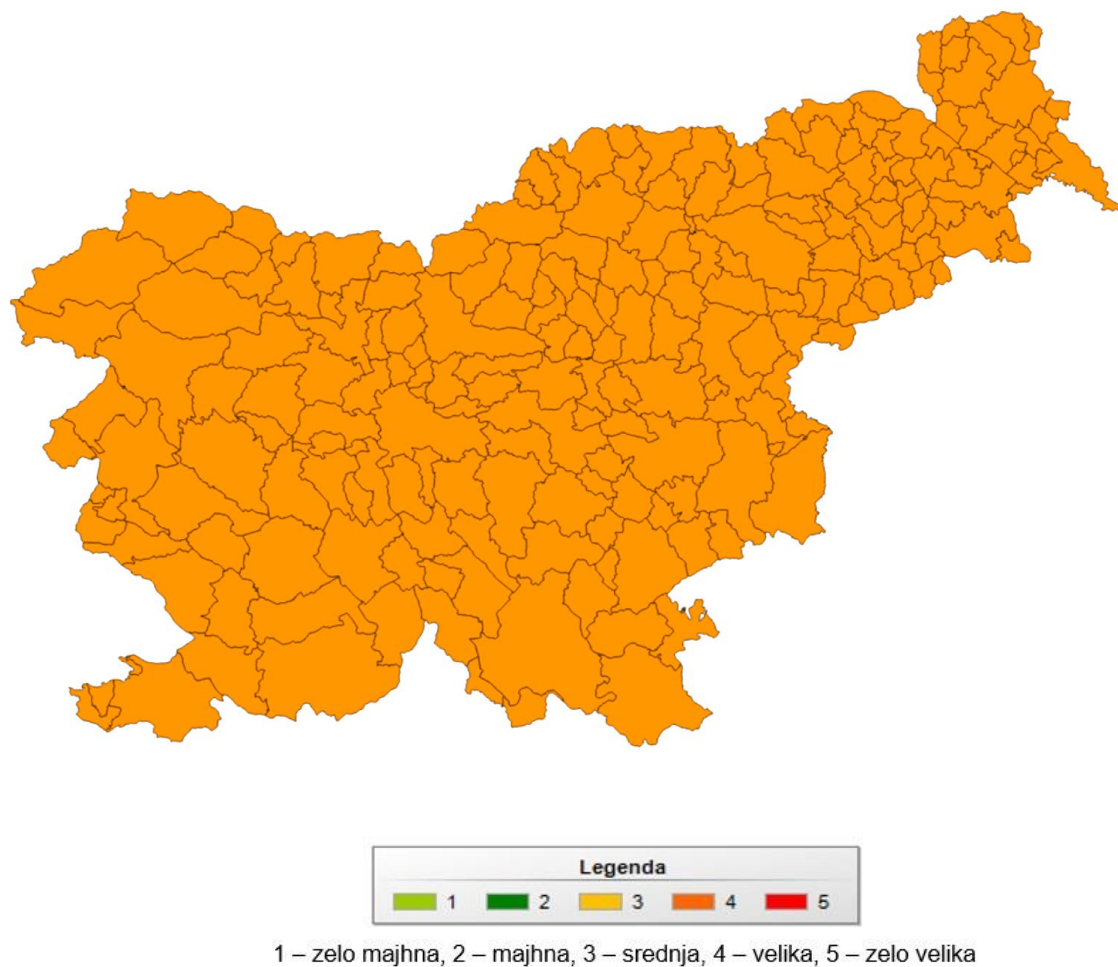 Legenda
1 2 3 4 5
1 – zelo majhna, 2 – majhna, 3 – srednja, 4 – velika, 5 – zelo velika